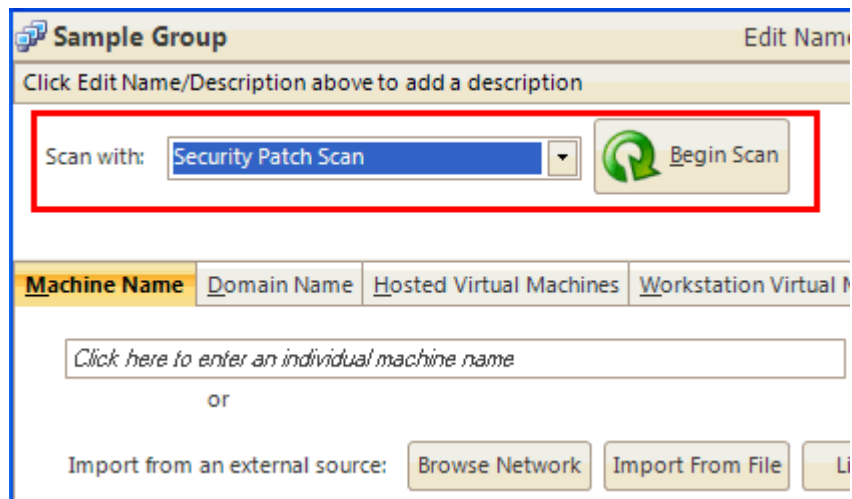 Sample Group Edit Name
Click Edit Name/Description above to add a description
Scan with: Security Patch Scan Begin Scan
Machine Name Domain Name Hosted Virtual Machines Workstation Virtual
Click here to enter an individual machine name
or
Import from an external source: Browse Network Import From File